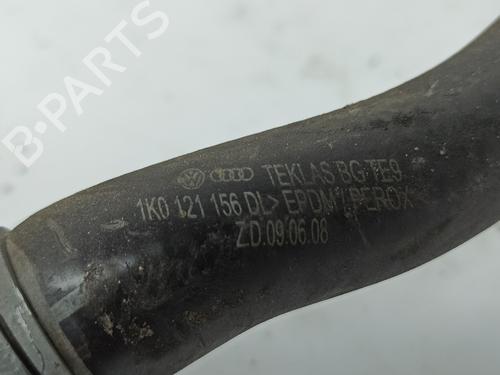 TEKLAS BG TE9
1K0 121 156 DL >EPDM / PEROX<
ZD.09.06.08
B-PARTS